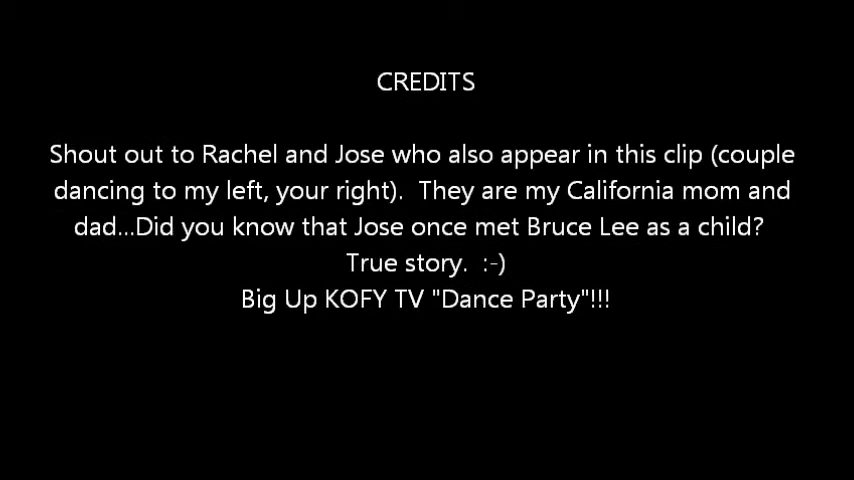 CREDITS
Shout out to Rachel and Jose who also appear in this clip (couple
dancing to my left, your right).  They are my California mom and
dad...Did you know that Jose once met Bruce Lee as a child?
True story.  :-)
Big Up KOFY TV "Dance Party"!!!